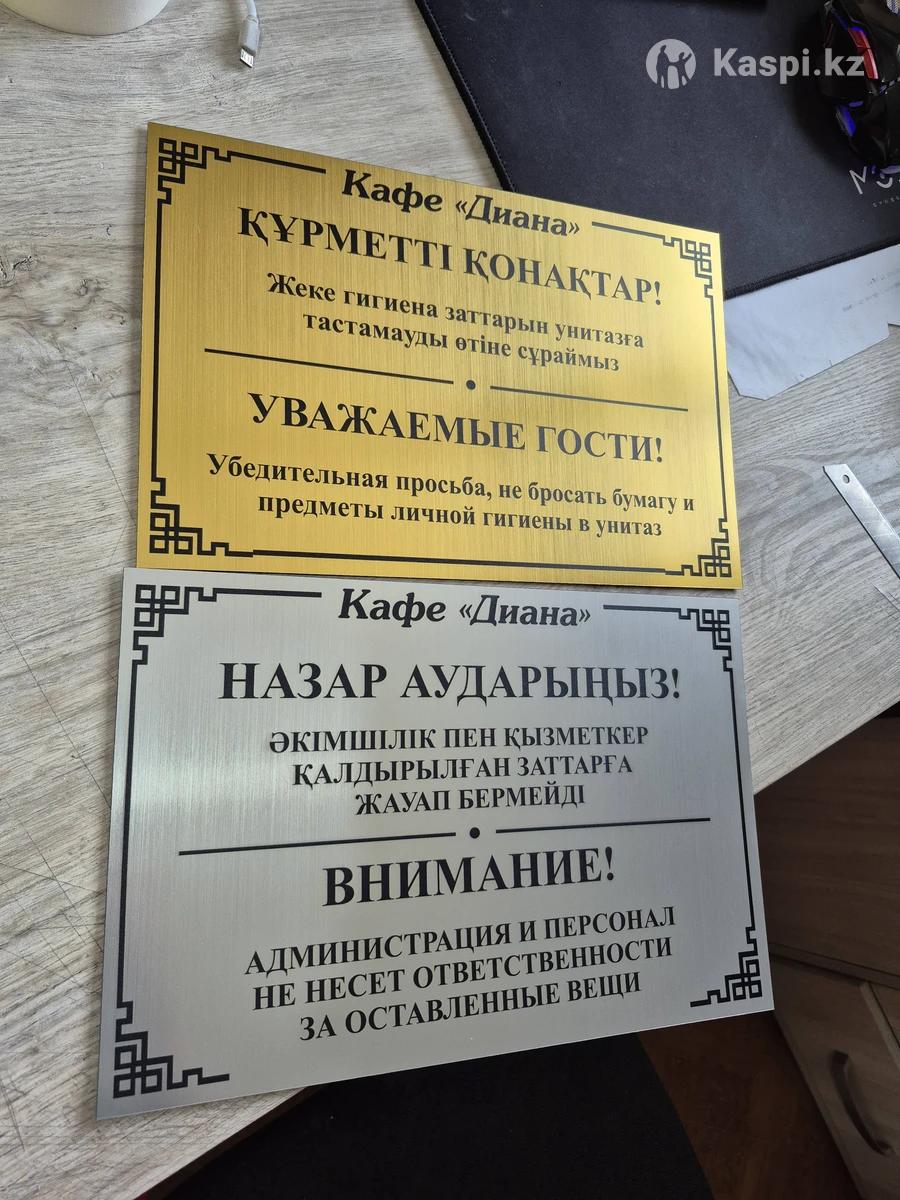 Kaspi.kz
Кафе «Диана»
ҚҰРМЕТТІ ҚОНАҚТАР!
Жеке гигиена заттарын унитазға
тастамауды өтіне сұраймыз
УВАЖАЕМЫЕ ГОСТИ!
Убедительная просьба, не бросать бумагу и
предметы личной гигиены в унитаз
Кафе «Диана»
НАЗАР АУДАРЫҢЫЗ!
ӘКІМШІЛІК ПЕН ҚЫЗМЕТКЕР
ҚАЛДЫРЫЛҒАН ЗАТТАРҒА
ЖАУАП БЕРМЕЙДІ
ВНИМАНИЕ!
АДМИНИСТРАЦИЯ И ПЕРСОНАЛ
НЕ НЕСЕТ ОТВЕТСТВЕННОСТИ
ЗА ОСТАВЛЕННЫЕ ВЕЩИ